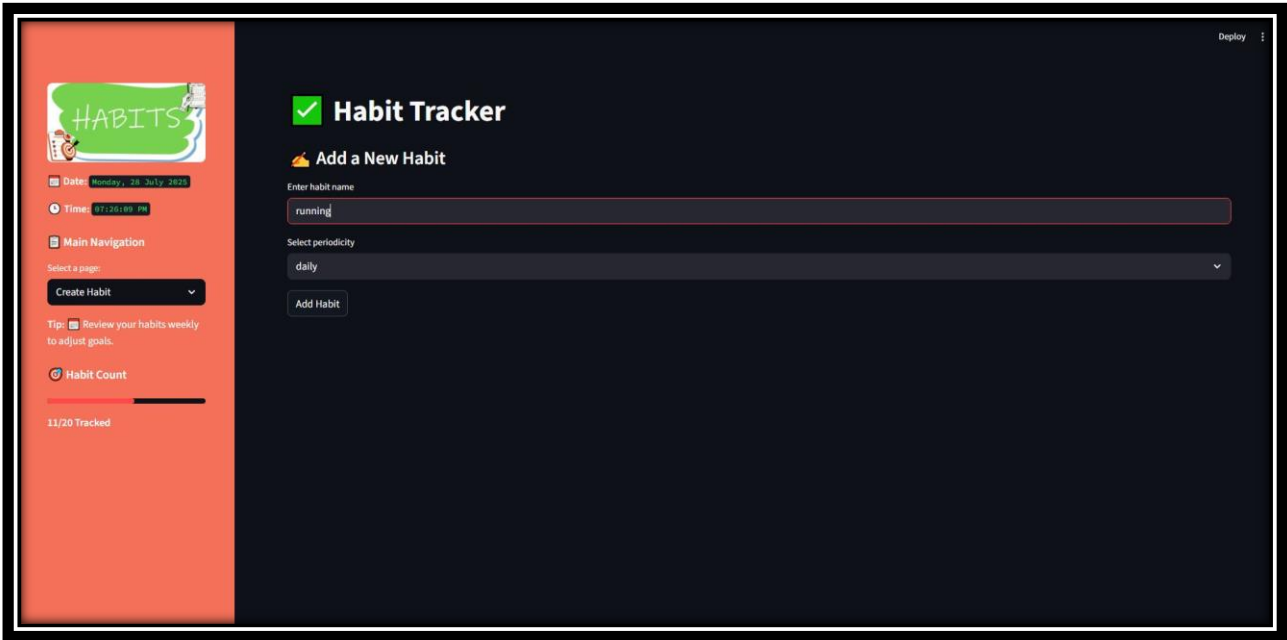 Deploy
HABITS
Date: Monday, 28 July 2025
Time: 07:26:09 PM
Main Navigation
Select a page:
Create Habit
Tip: Review your habits weekly
to adjust goals.
Habit Count
11/20 Tracked
Habit Tracker
Add a New Habit
Enter habit name
running
Select periodicity
daily
Add Habit